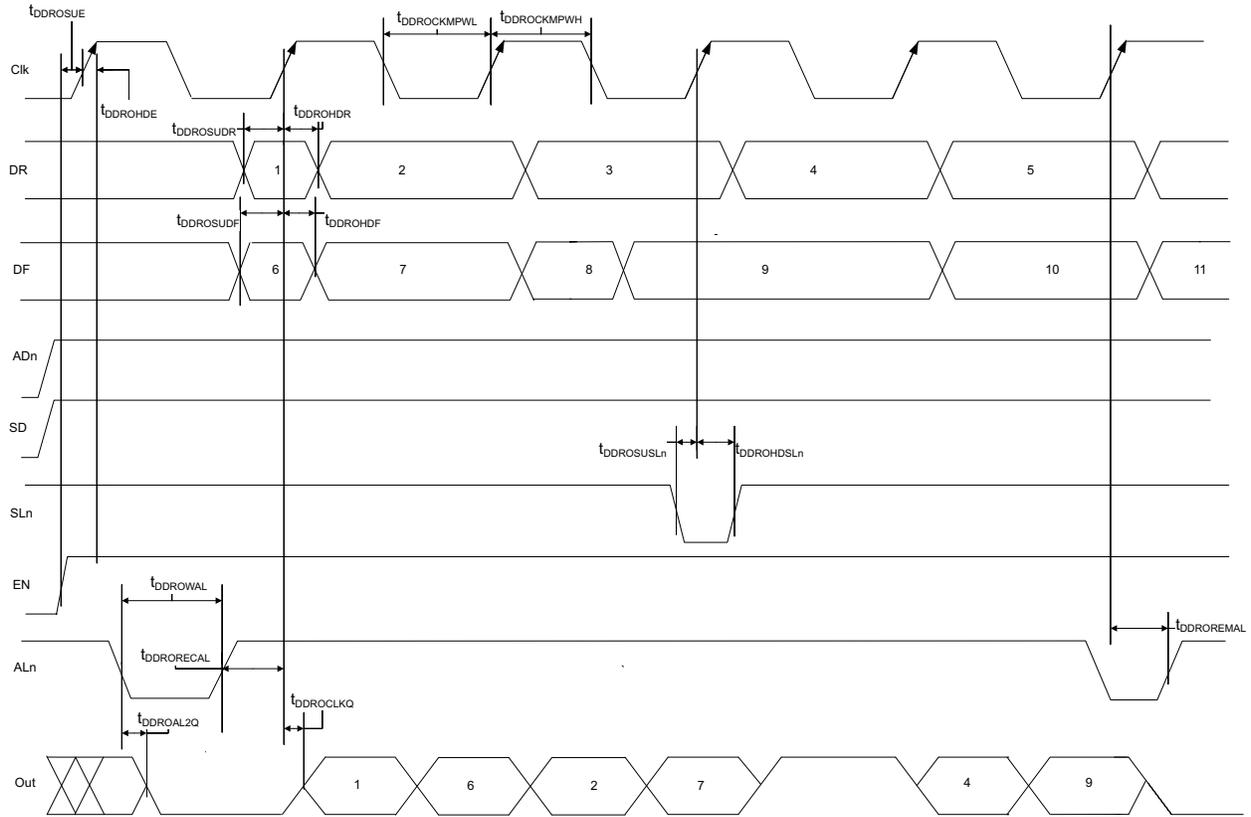 tDDROSUE
tDDROCKMPWL
tDDROCKMPWH
Clk
tDDROHDE
tDDROSUDR
tDDROHDR
DR
1
2
3
4
5
tDDROSUDF
tDDROHDF
DF
6
7
8
9
10
11
ADn
SD
tDDROSUSLn
tDDROHDSLn
SLn
EN
tDDROWAL
tDDROREMAL
tDDRORECAL
ALn
tDDROCLKQ
tDDROAL2Q
Out
1
6
2
7
4
9